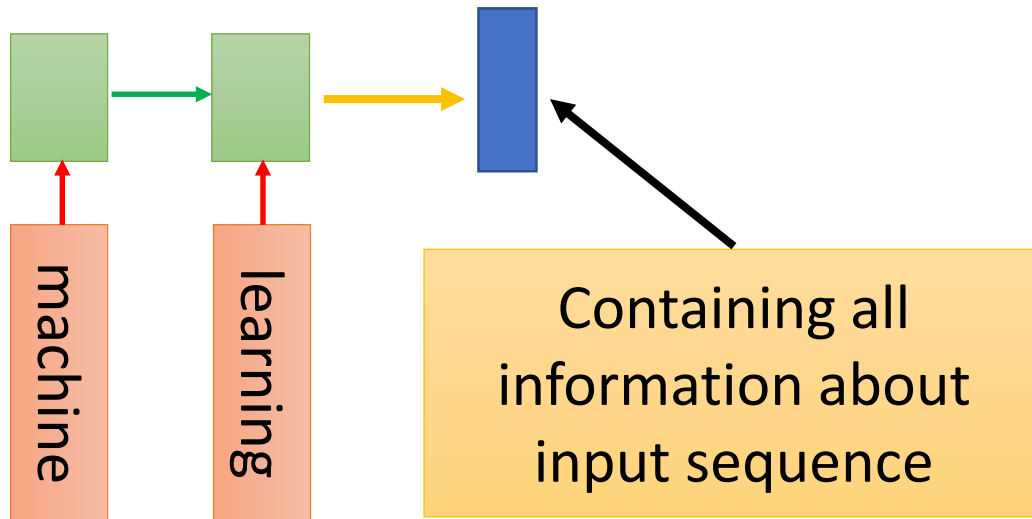 machine
learning
Containing all
information about
input sequence